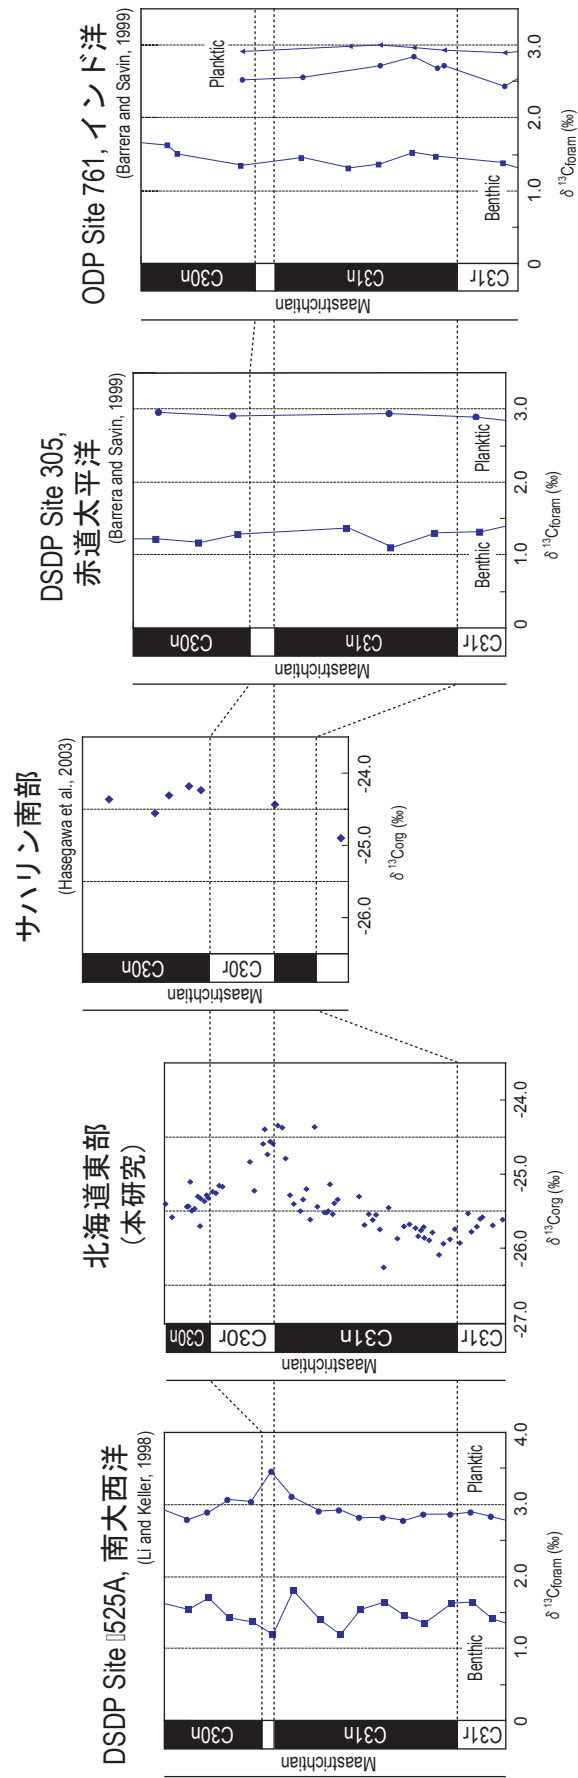 DSDP Site 525A, 南大西洋
(Li and Keller, 1998)
Maastrichtian
C30n
C31n
C31r
Benthic
Planktic
0
1.0
2.0
3.0
4.0
δ 13Cforam (‰)
北海道東部
(本研究)
Maastrichtian
C30n
C30r
C31n
C31r
-27.0
-26.0
-25.0
-24.0
δ 13Corg (‰)
サハリン南部
(Hasegawa et al., 2003)
Maastrichtian
C30n
C30r
-26.0
-25.0
-24.0
δ 13Corg (‰)
DSDP Site 305,
赤道太平洋
(Barrera and Savin, 1999)
Maastrichtian
C30n
C31n
C31r
Benthic
Planktic
0
1.0
2.0
3.0
δ 13Cforam (‰)
ODP Site 761, インド洋
(Barrera and Savin, 1999)
Maastrichtian
C30n
C31n
C31r
Planktic
Benthic
0
1.0
2.0
3.0
δ 13Cforam (‰)